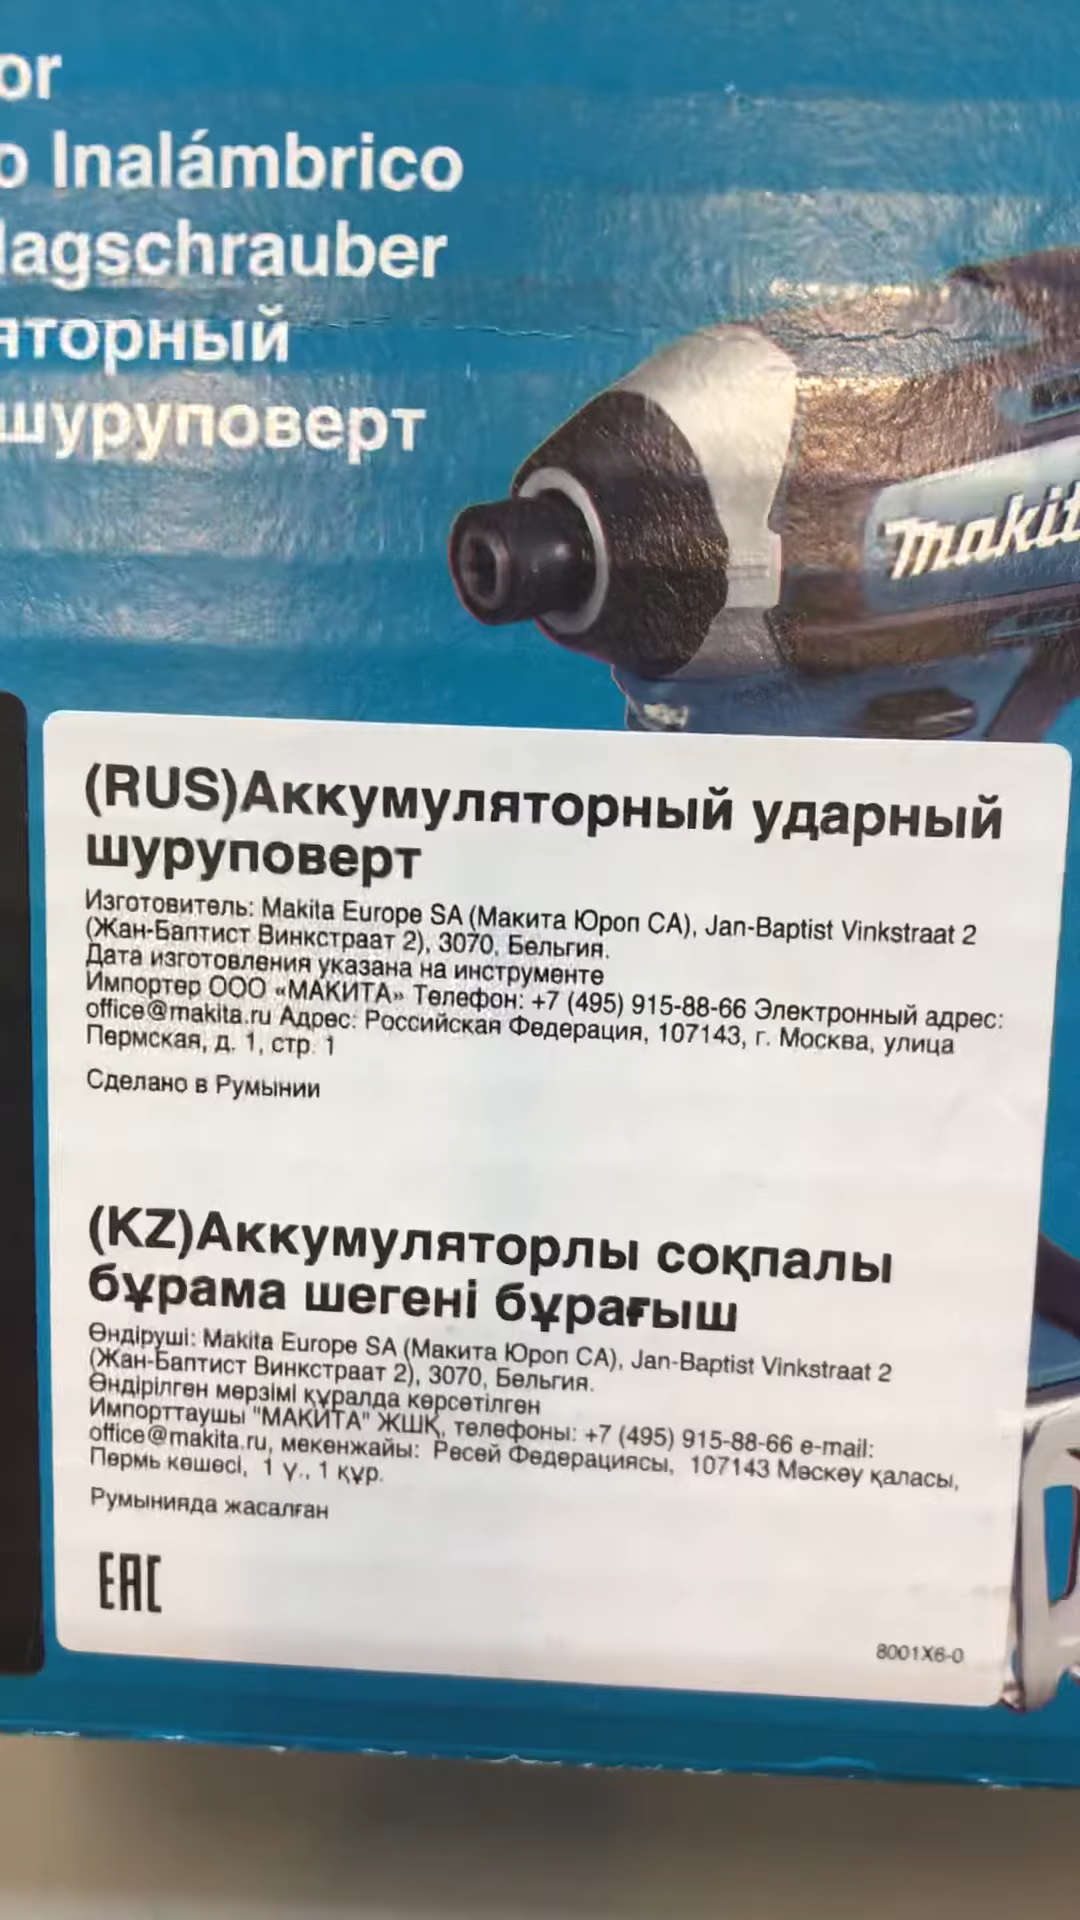 or
o Inalámbrico
lagschrauber
яторный
шуруповерт
makit
(RUS)Аккумуляторный ударный
шуруповерт
Изготовитель: Makita Europe SA (Макита Юроп СА), Jan-Baptist Vinkstraat 2
(Жан-Баптист Винкстраат 2), 3070, Бельгия.
Дата изготовления указана на инструменте
Импортер ООО «МАКИТА» Телефон: +7 (495) 915-88-66 Электронный адрес:
office@makita.ru Адрес: Российская Федерация, 107143, г. Москва, улица
Пермская, д. 1, стр. 1
Сделано в Румынии
(KZ)Аккумуляторлы соқпалы
бұрама шегені бұрағыш
Өндіруші: Makita Europe SA (Макита Юроп СА), Jan-Baptist Vinkstraat 2
(Жан-Баптист Винкстраат 2), 3070, Бельгия.
Өндірілген мерзімі құралда көрсетілген
Импорттаушы "МАКИТА" ЖШҚ, телефоны: +7 (495) 915-88-66 e-mail:
office@makita.ru, мекенжайы: Ресей Федерациясы, 107143 Мәскеу қаласы,
Пермь көшесі, 1 ү., 1 құр.
Румынияда жасалған
EAC
8001X6-0